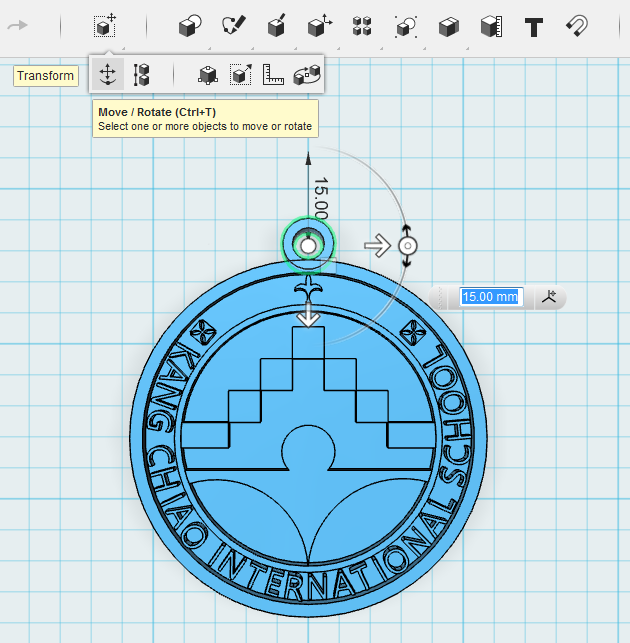 Transform
Move / Rotate (Ctrl+T)
Select one or more objects to move or rotate
15.00
15.00 mm
KANG CHIAO INTERNATIONAL SCHOOL